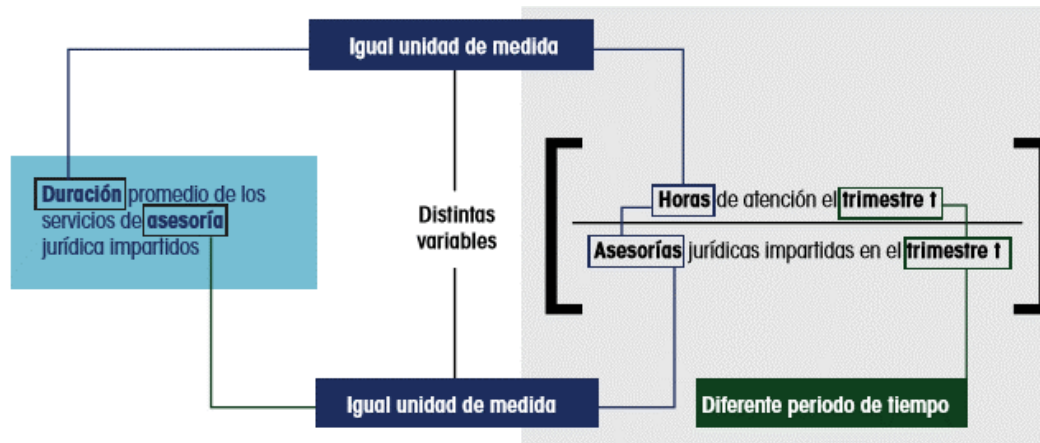 Igual unidad de medida
Duración promedio de los
servicios de asesoría
jurídica impartidos
Distintas
variables
Horas de atención el trimestre t
Asesorías jurídicas impartidas en el trimestre t
Igual unidad de medida
Diferente periodo de tiempo